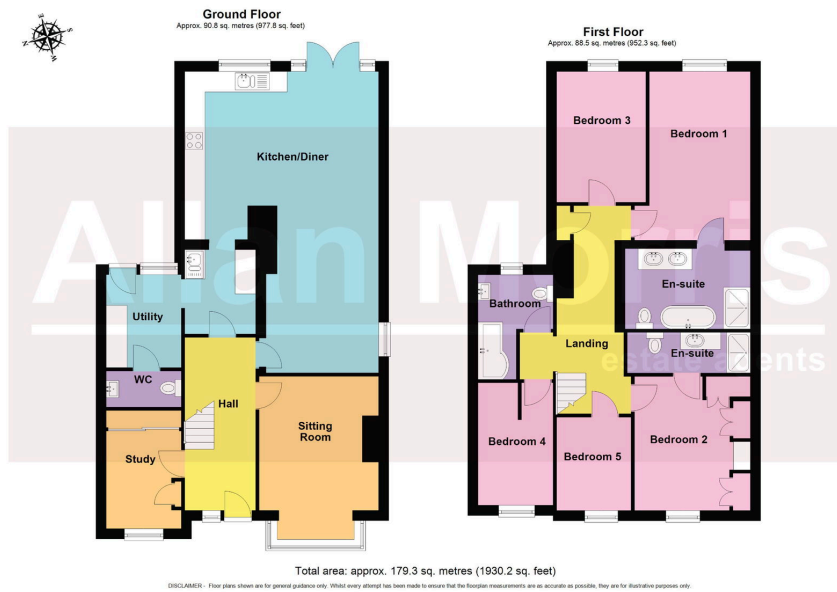 Ground Floor
Approx. 90.8 sq. metres (977.8 sq. feet)
First Floor
Approx. 88.5 sq. metres (952.3 sq. feet)
N
E
S
W
Kitchen/Diner
Utility
WC
Hall
Study
Sitting
Room
Bedroom 3
Bedroom 1
En-suite
Bathroom
Landing
En-suite
Bedroom 4
Bedroom 5
Bedroom 2
Allan Morris
estate agents
Total area: approx. 179.3 sq. metres (1930.2 sq. feet)
DISCLAIMER - Floor plans shown are for general guidance only. Whilst every attempt has been made to ensure that the floorplan measurements are as accurate as possible, they are for illustrative purposes only.